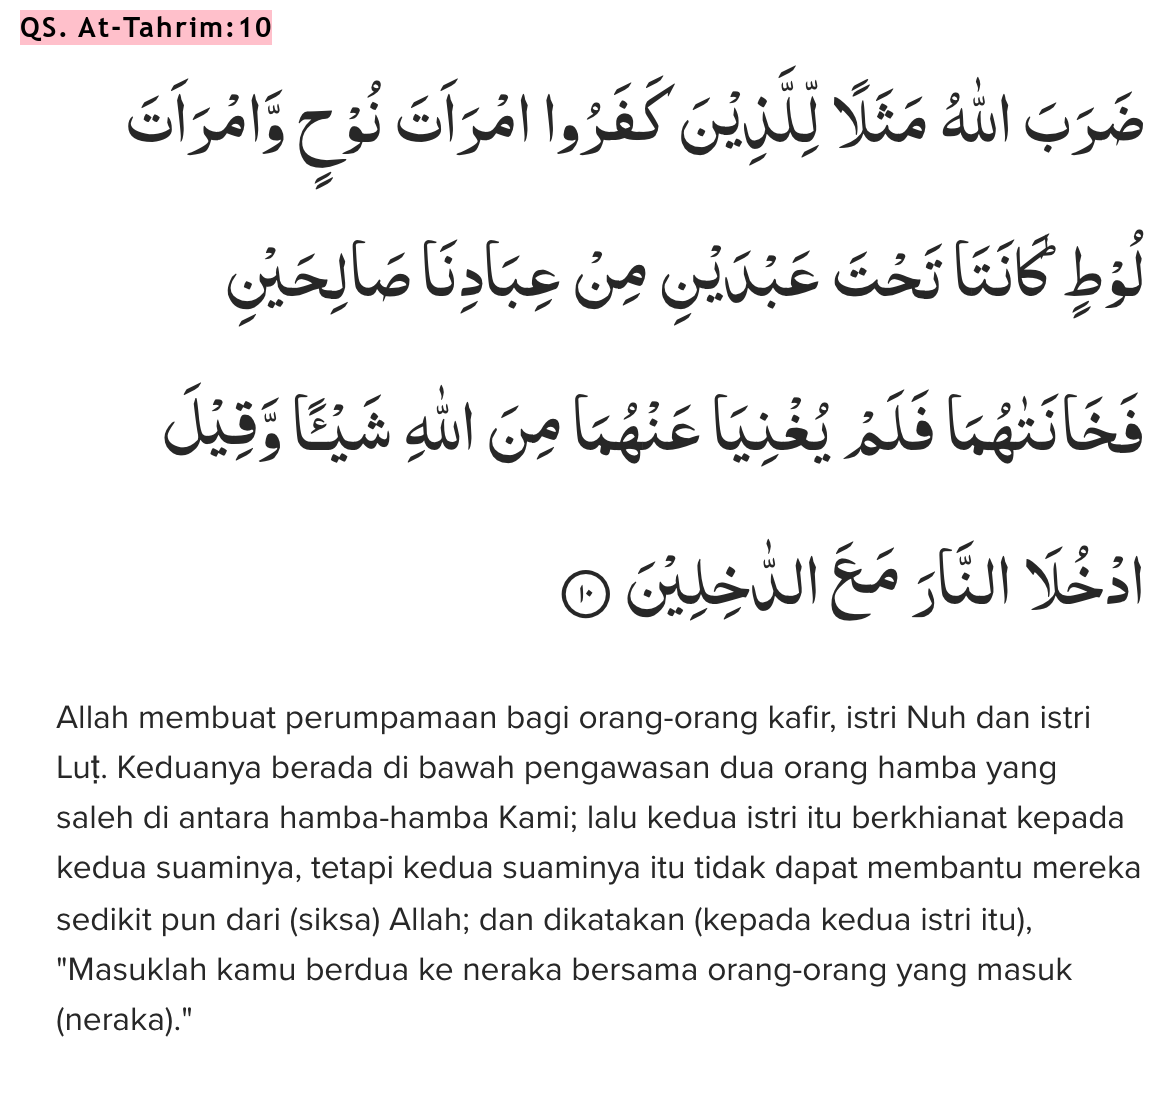 QS. At-Tahrim:10
ضَرَبَ اللّٰهُ مَثَلًا لِّلَّذِيْنَ كَفَرُوا امْرَاَتَ نُوْحٍ وَّامْرَاَتَ
لُوْطٍۗ كَانَتَا تَحْتَ عَبْدَيْنِ مِنْ عِبَادِنَا صَالِحَيْنِ
فَخَانَتٰهُمَا فَلَمْ يُغْنِيَا عَنْهُمَا مِنَ اللّٰهِ شَيْـًٔا وَّقِيْلَ
ادْخُلَا النَّارَ مَعَ الدّٰخِلِيْنَ ١٠
Allah membuat perumpamaan bagi orang-orang kafir, istri Nuh dan istri
Luṭ. Keduanya berada di bawah pengawasan dua orang hamba yang
saleh di antara hamba-hamba Kami; lalu kedua istri itu berkhianat kepada
kedua suaminya, tetapi kedua suaminya itu tidak dapat membantu mereka
sedikit pun dari (siksa) Allah; dan dikatakan (kepada kedua istri itu),
"Masuklah kamu berdua ke neraka bersama orang-orang yang masuk
(neraka)."